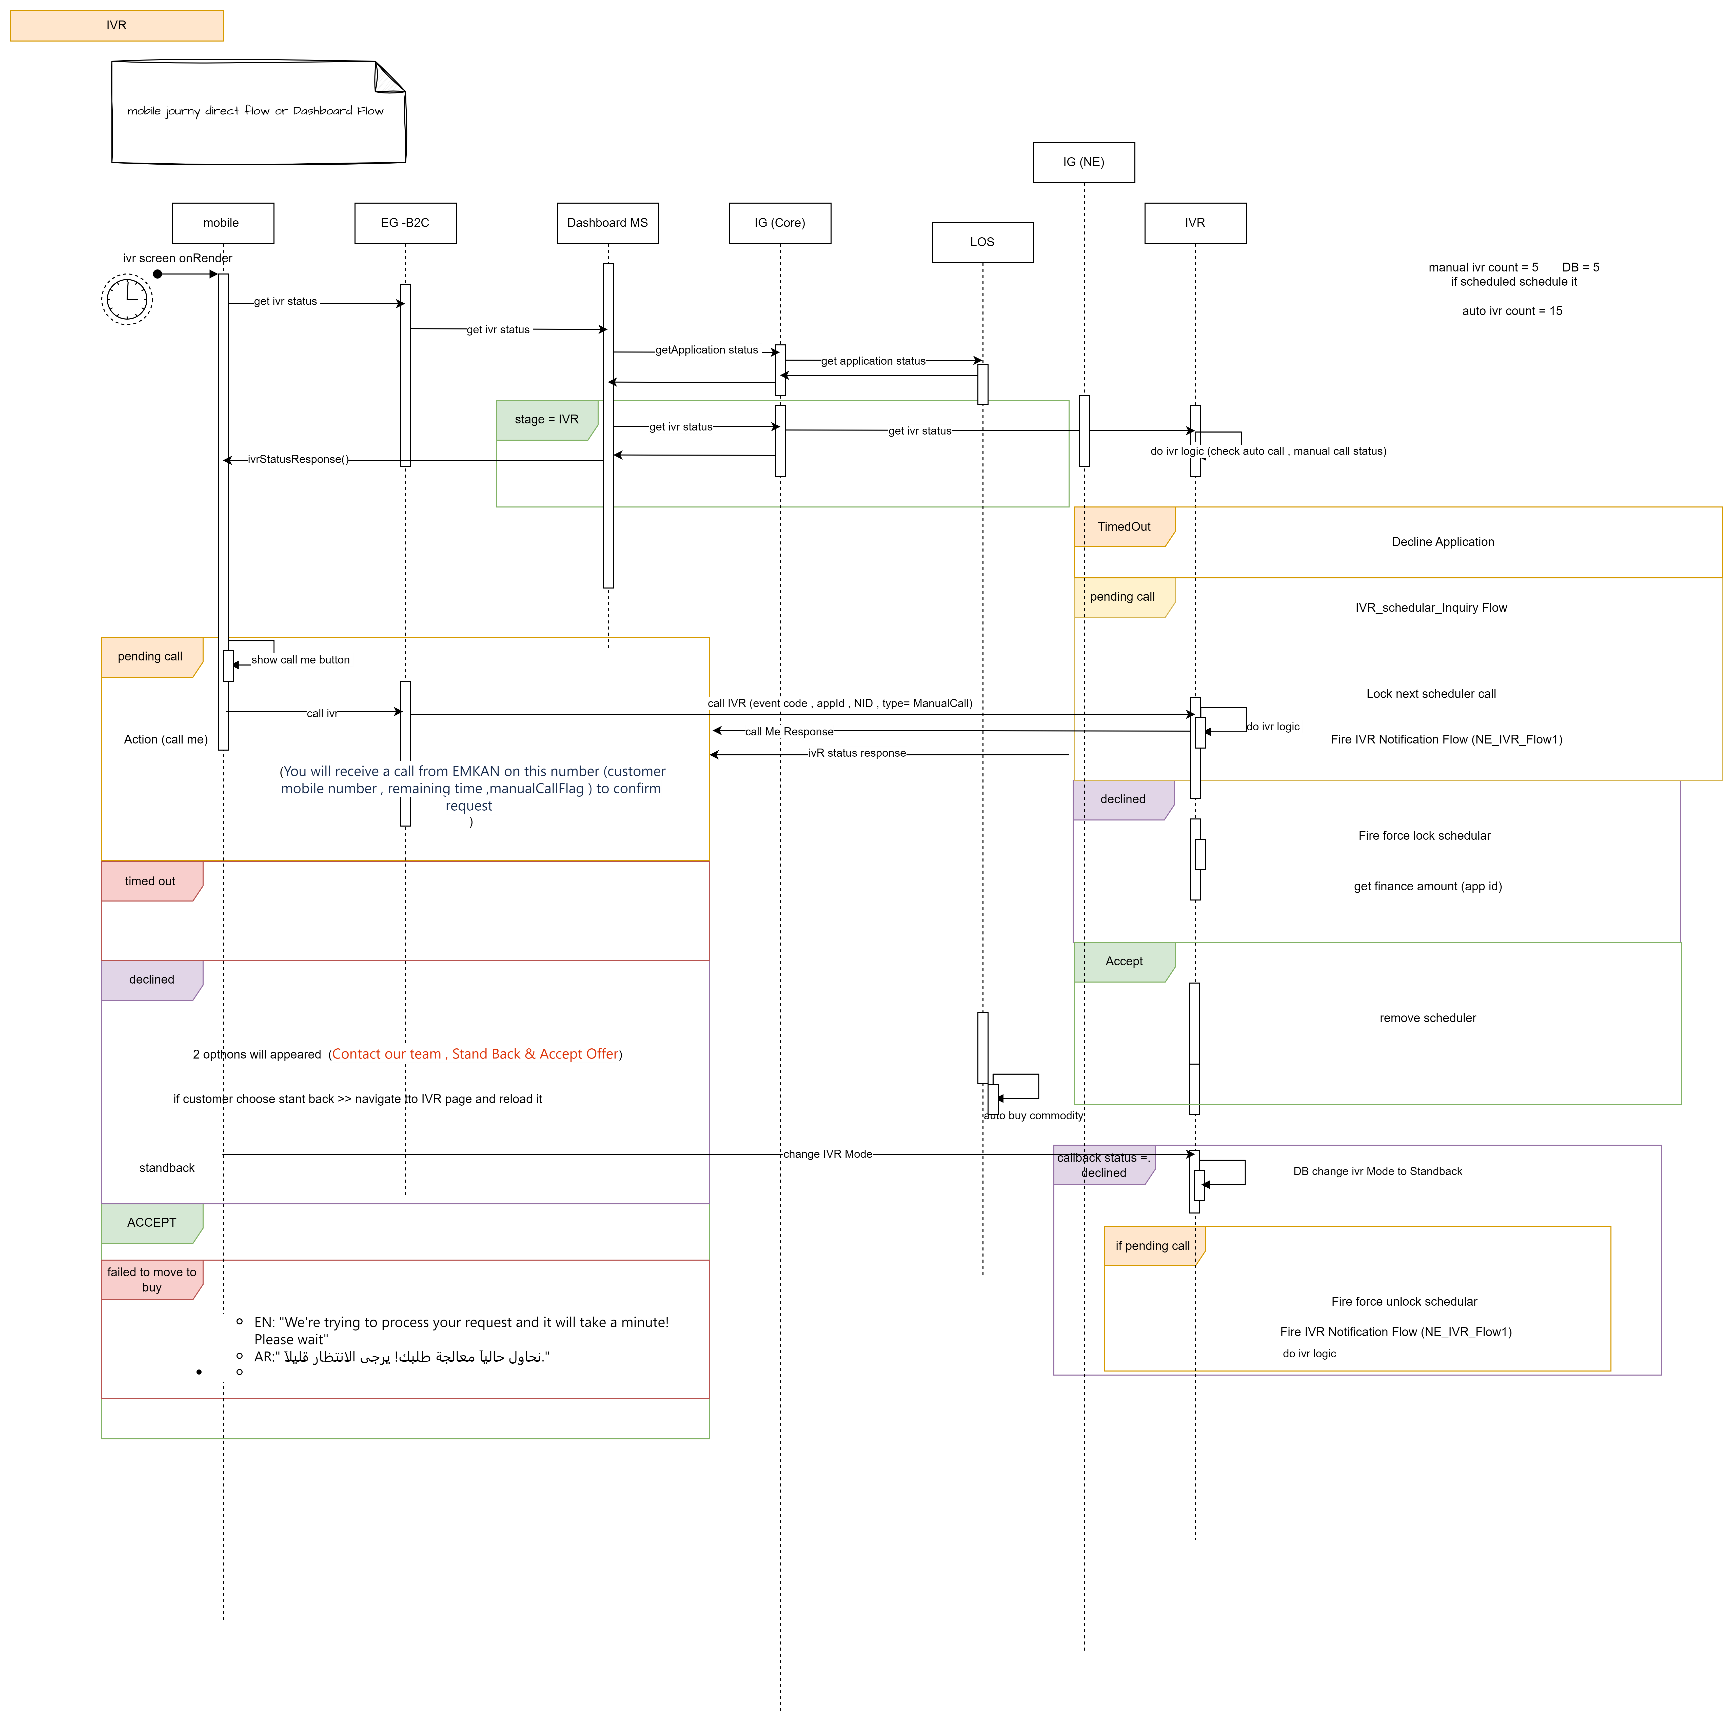 IVR
mobile journy direct flow or Dashboard Flow
IG (NE)
mobile
EG -B2C
Dashboard MS
IG (Core)
LOS
IVR
ivr screen onRender
manual ivr count = 5 DB = 5
if scheduled schedule it
auto ivr count = 15
get ivr status
get ivr status
getApplication status
get application status
stage = IVR
get ivr status
get ivr status
do ivr logic (check auto call , manual call status)
ivrStatusResponse()
TimedOut
Decline Application
pending call
IVR_schedular_Inquiry Flow
pending call
show call me button
Lock next scheduler call
call IVR (event code , appId , NID , type= ManualCall)
call ivr
do ivr logic
call Me Response
Action (call me)
Fire IVR Notification Flow (NE_IVR_Flow1)
ivR status response
(You will receive a call from EMKAN on this number (customer
mobile number , remaining time ,manualCallFlag ) to confirm
request
)
declined
Fire force lock schedular
timed out
get finance amount (app id)
Accept
declined
remove scheduler
2 opthons will appeared (Contact our team , Stand Back & Accept Offer)
if customer choose stant back >> navigate tto IVR page and reload it
auto buy commodity
change IVR Mode
standback
callback status =.
declined
DB change ivr Mode to Standback
ACCEPT
if pending call
failed to move to
buy
Fire force unlock schedular
EN: "We're trying to process your request and it will take a minute!
Please wait"
Fire IVR Notification Flow (NE_IVR_Flow1)
do ivr logic
AR:" نحاول حالياً معالجة طلبك! يرجى الانتظار قليلاً."